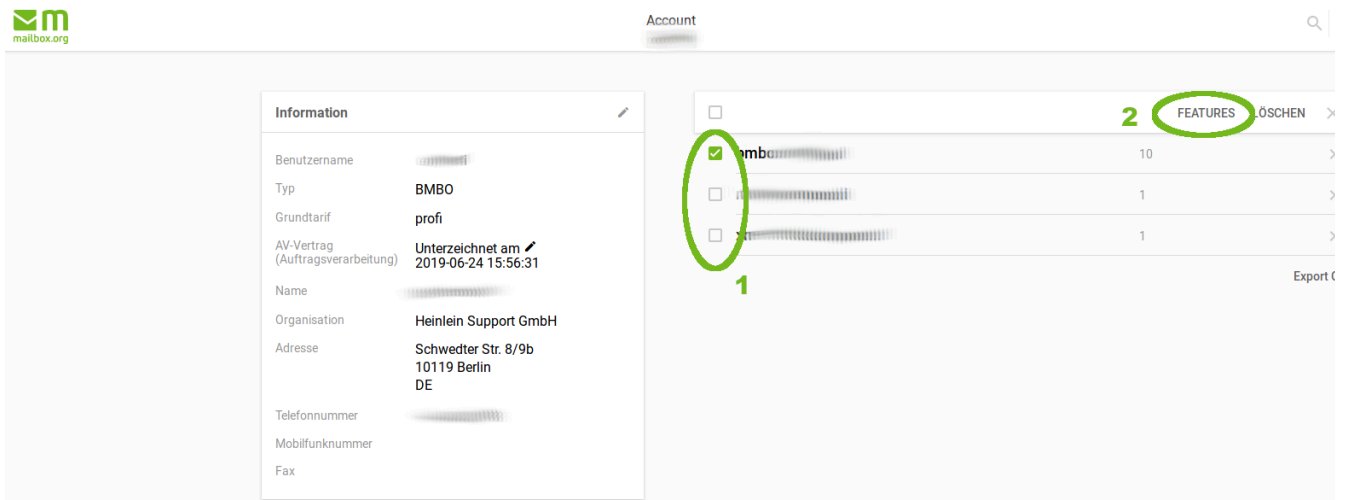 m
mailbox.org
Account
Information
Benutzername
Typ BMBO
Grundtarif profi
AV-Vertrag
(Auftragsverarbeitung)
Unterzeichnet am
2019-06-24 15:56:31
Name
Organisation Heinlein Support GmbH
Adresse Schwedter Str. 8/9b
10119 Berlin
DE
Telefonnummer
Mobilfunknummer
Fax
2 FEATURES LÖSCHEN
10
1
1
1
Export